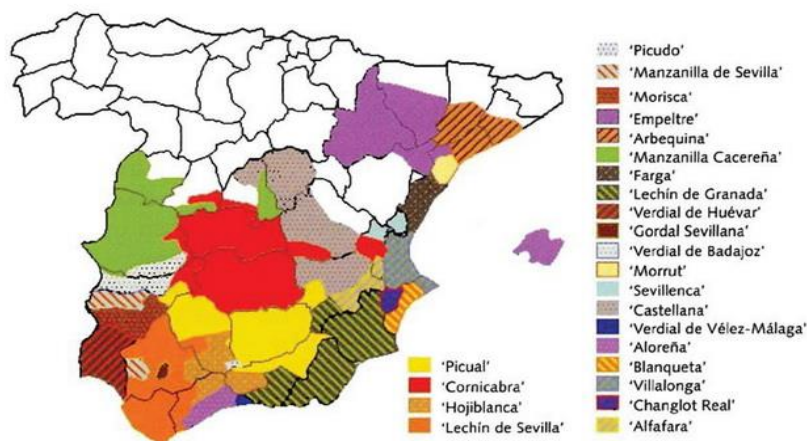 'Picudo'
'Manzanilla de Sevilla'
'Morisca'
'Empeltre'
'Arbequina'
'Manzanilla Cacereña'
'Farga'
'Lechín de Granada'
'Verdial de Huévar'
'Gordal Sevillana'
'Verdial de Badajoz'
'Morrut'
'Sevillenca'
'Castellana'
'Verdial de Vélez-Málaga'
'Aloreña'
'Blanqueta'
'Villalonga'
'Changlot Real'
'Alfafara'
'Picual'
'Cornicabra'
'Hojiblanca'
'Lechín de Sevilla'